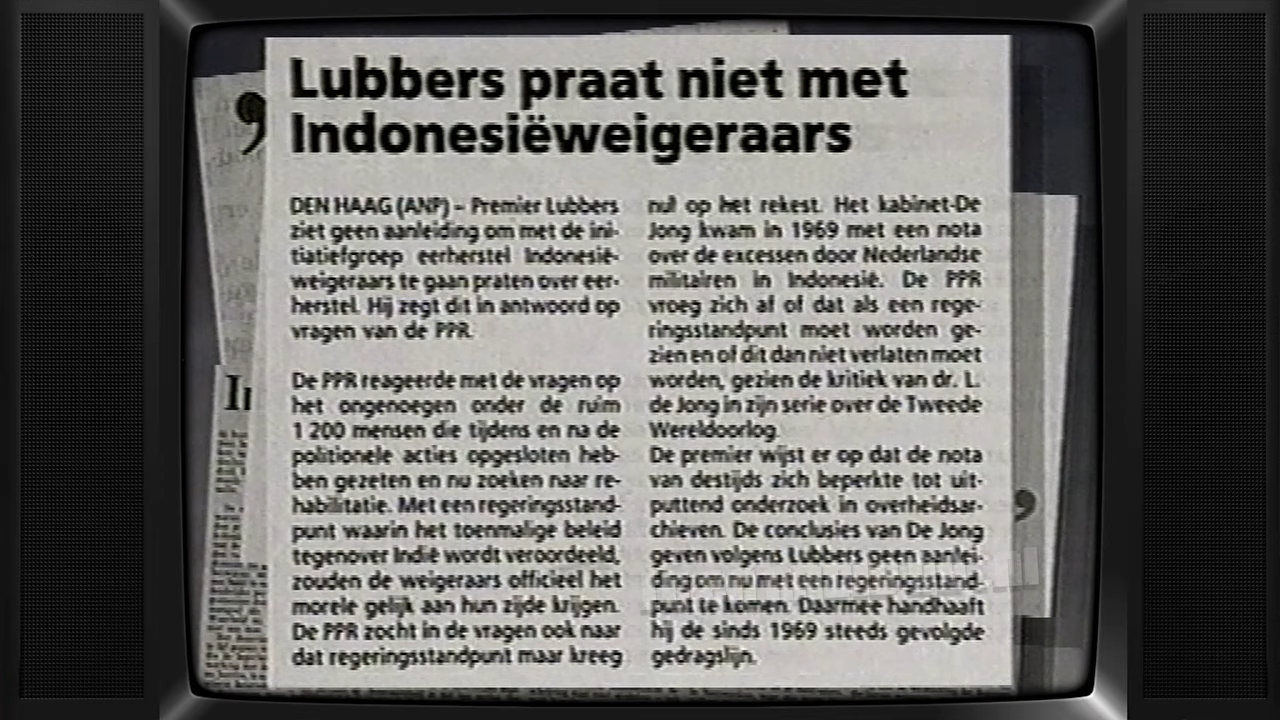 Lubbers praat niet met
Indonesiëweigeraars
DEN HAAG (ANP) – Premier Lubbers
ziet geen aanleiding om met de ini-
tiatiefgroep eerherstel Indonesië-
weigeraars te gaan praten over eer-
herstel. Hij zegt dit in antwoord op
vragen van de PPR.
De PPR reageerde met de vragen op
het ongenoegen onder de ruim
1 200 mensen die tijdens en na de
politionele acties opgesloten heb-
ben gezeten en nu zoeken naar re-
habilitatie. Met een regeringsstand-
punt waarin het toenmalige beleid
tegenover Indië wordt veroordeeld,
zouden de weigeraars officieel het
morele gelijk aan hun zijde krijgen.
De PPR zocht in de vragen ook naar
dat regeringsstandpunt maar kreeg
nul op het rekest. Het kabinet-De
Jong kwam in 1969 met een nota
over de excessen door Nederlandse
militairen in Indonesië. De PPR
vroeg zich af of dat als een rege-
ringsstandpunt moet worden ge-
zien en of dit dan niet verlaten moet
worden, gezien de kritiek van dr. L.
de Jong in zijn serie over de Tweede
Wereldoorlog.
De premier wijst er op dat de nota
van destijds zich beperkte tot uit-
puttend onderzoek in overheidsar-
chieven. De conclusies van De Jong
geven volgens Lubbers geen aanlei-
ding om nu met een regeringsstand-
punt te komen. Daarmee handhaaft
hij de sinds 1969 steeds gevolgde
gedragslijn.